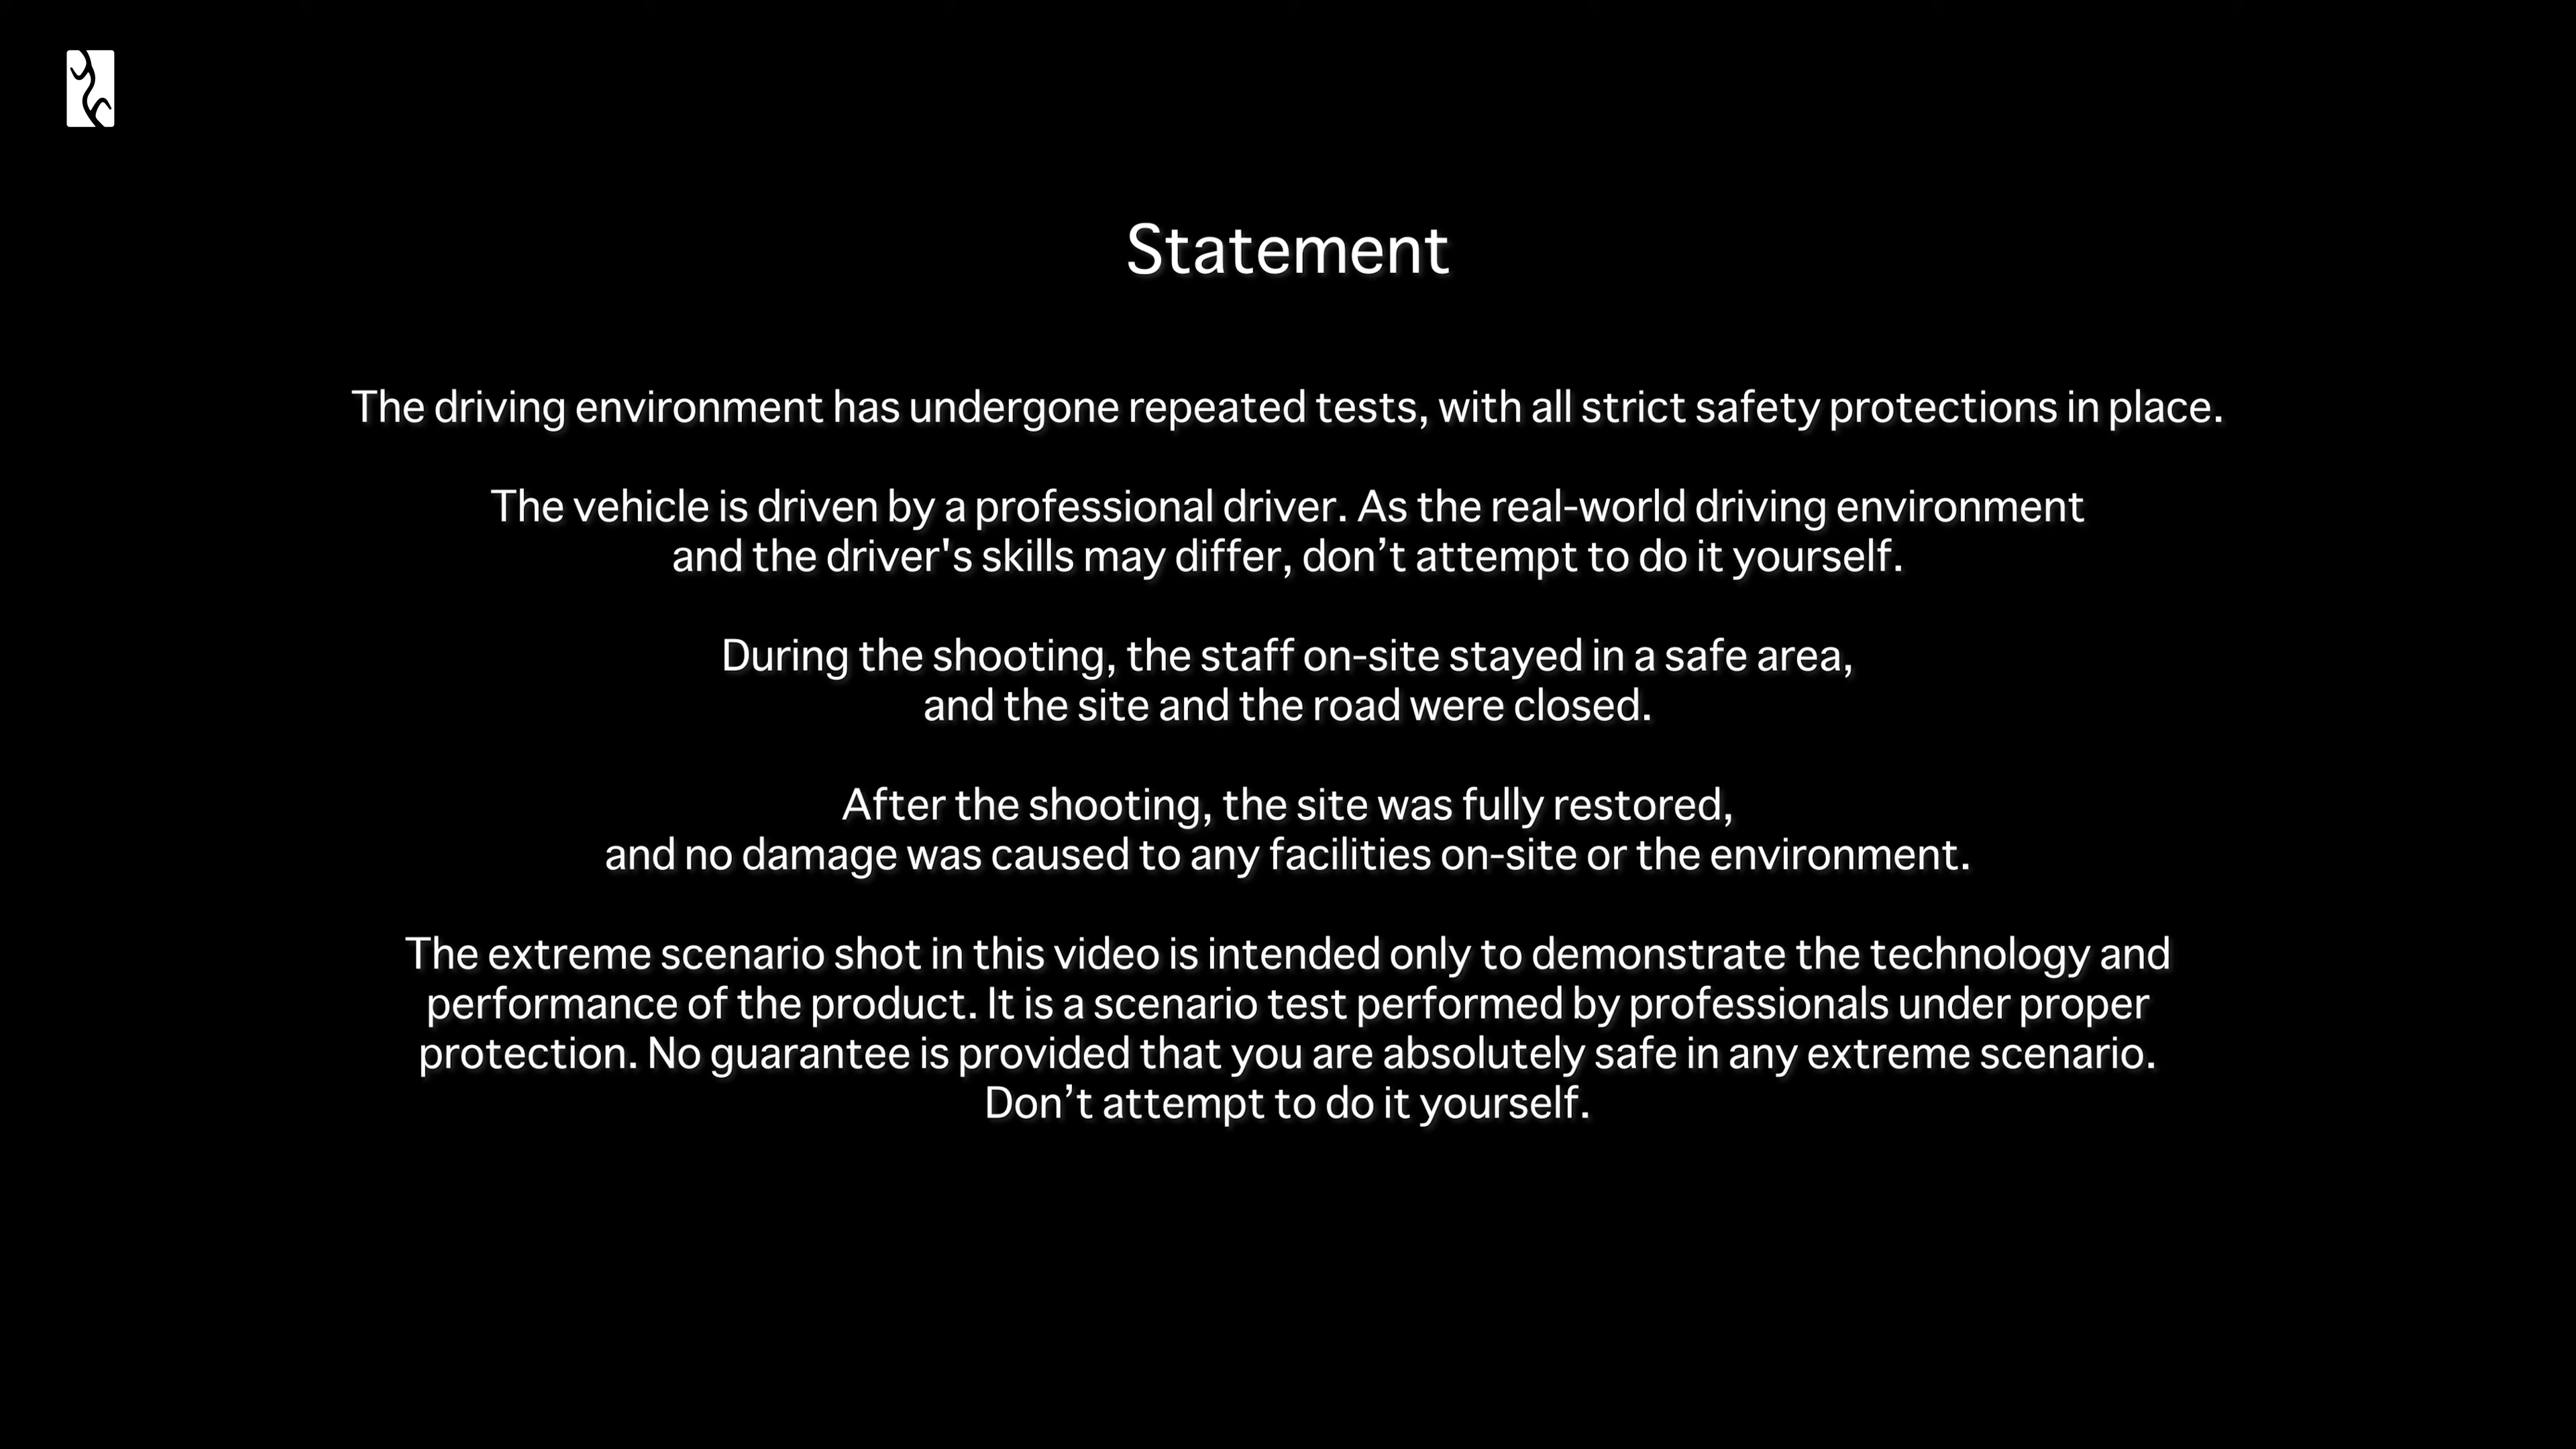 Statement
The driving environment has undergone repeated tests, with all strict safety protections in place.
The vehicle is driven by a professional driver. As the real-world driving environment
and the driver's skills may differ, don’t attempt to do it yourself.
During the shooting, the staff on-site stayed in a safe area,
and the site and the road were closed.
After the shooting, the site was fully restored,
and no damage was caused to any facilities on-site or the environment.
The extreme scenario shot in this video is intended only to demonstrate the technology and
performance of the product. It is a scenario test performed by professionals under proper
protection. No guarantee is provided that you are absolutely safe in any extreme scenario.
Don’t attempt to do it yourself.